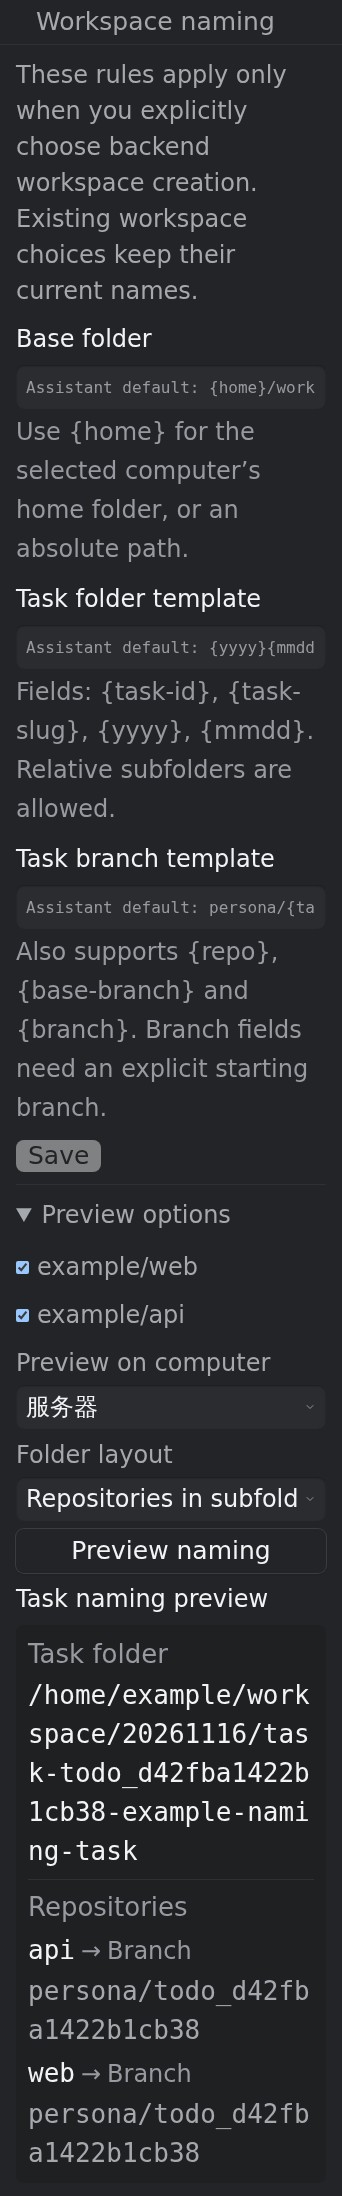 Workspace naming
These rules apply only
when you explicitly
choose backend
workspace creation.
Existing workspace
choices keep their
current names.
Base folder
Assistant default: {home}/work
Use {home} for the
selected computer’s
home folder, or an
absolute path.
Task folder template
Assistant default: {yyyy}{mmdd
Fields: {task-id}, {task-
slug}, {yyyy}, {mmdd}.
Relative subfolders are
allowed.
Task branch template
Assistant default: persona/{ta
Also supports {repo},
{base-branch} and
{branch}. Branch fields
need an explicit starting
branch.
Save
▼ Preview options
example/web
example/api
Preview on computer
服务器
Folder layout
Repositories in subfold
Preview naming
Task naming preview
Task folder
/home/example/work
space/20261116/tas
k-todo_d42fba1422b
1cb38-example-nami
ng-task
Repositories
api → Branch
persona/todo_d42fb
a1422b1cb38
web → Branch
persona/todo_d42fb
a1422b1cb38